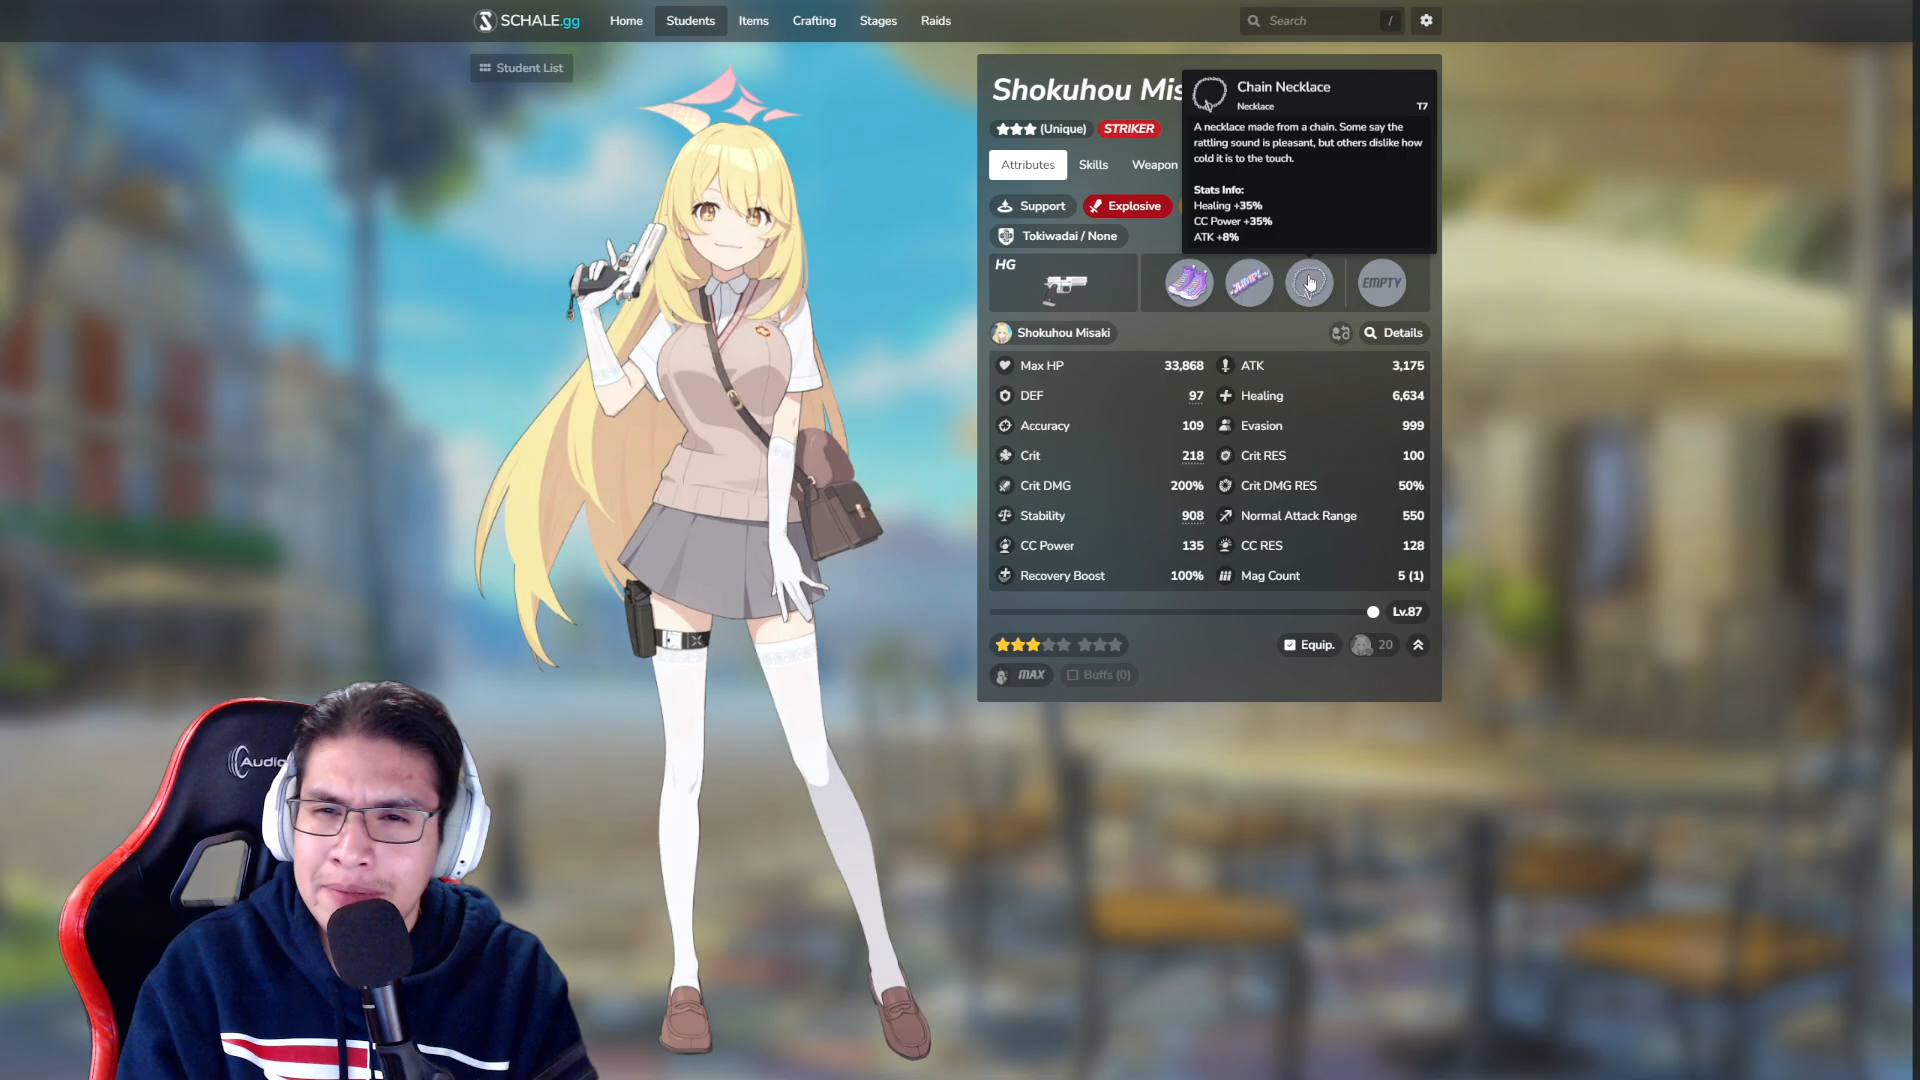 SCHALE.gg Home Students Items Crafting Stages Raids Search /
Student List
Shokuhou Mis
(Unique) STRIKER
Attributes Skills Weapon
Support Explosive
Tokiwadai / None
Chain Necklace
Necklace T7
A necklace made from a chain. Some say the
rattling sound is pleasant, but others dislike how
cold it is to the touch.
Stats Info:
Healing +35%
CC Power +35%
ATK +8%
HG EMPTY
Shokuhou Misaki Details
Max HP 33,868 ATK 3,175
DEF 97 Healing 6,634
Accuracy 109 Evasion 999
Crit 218 Crit RES 100
Crit DMG 200% Crit DMG RES 50%
Stability 908 Normal Attack Range 550
CC Power 135 CC RES 128
Recovery Boost 100% Mag Count 5 (1)
Lv.87
Equip. 20
MAX Buffs (0)
Audio